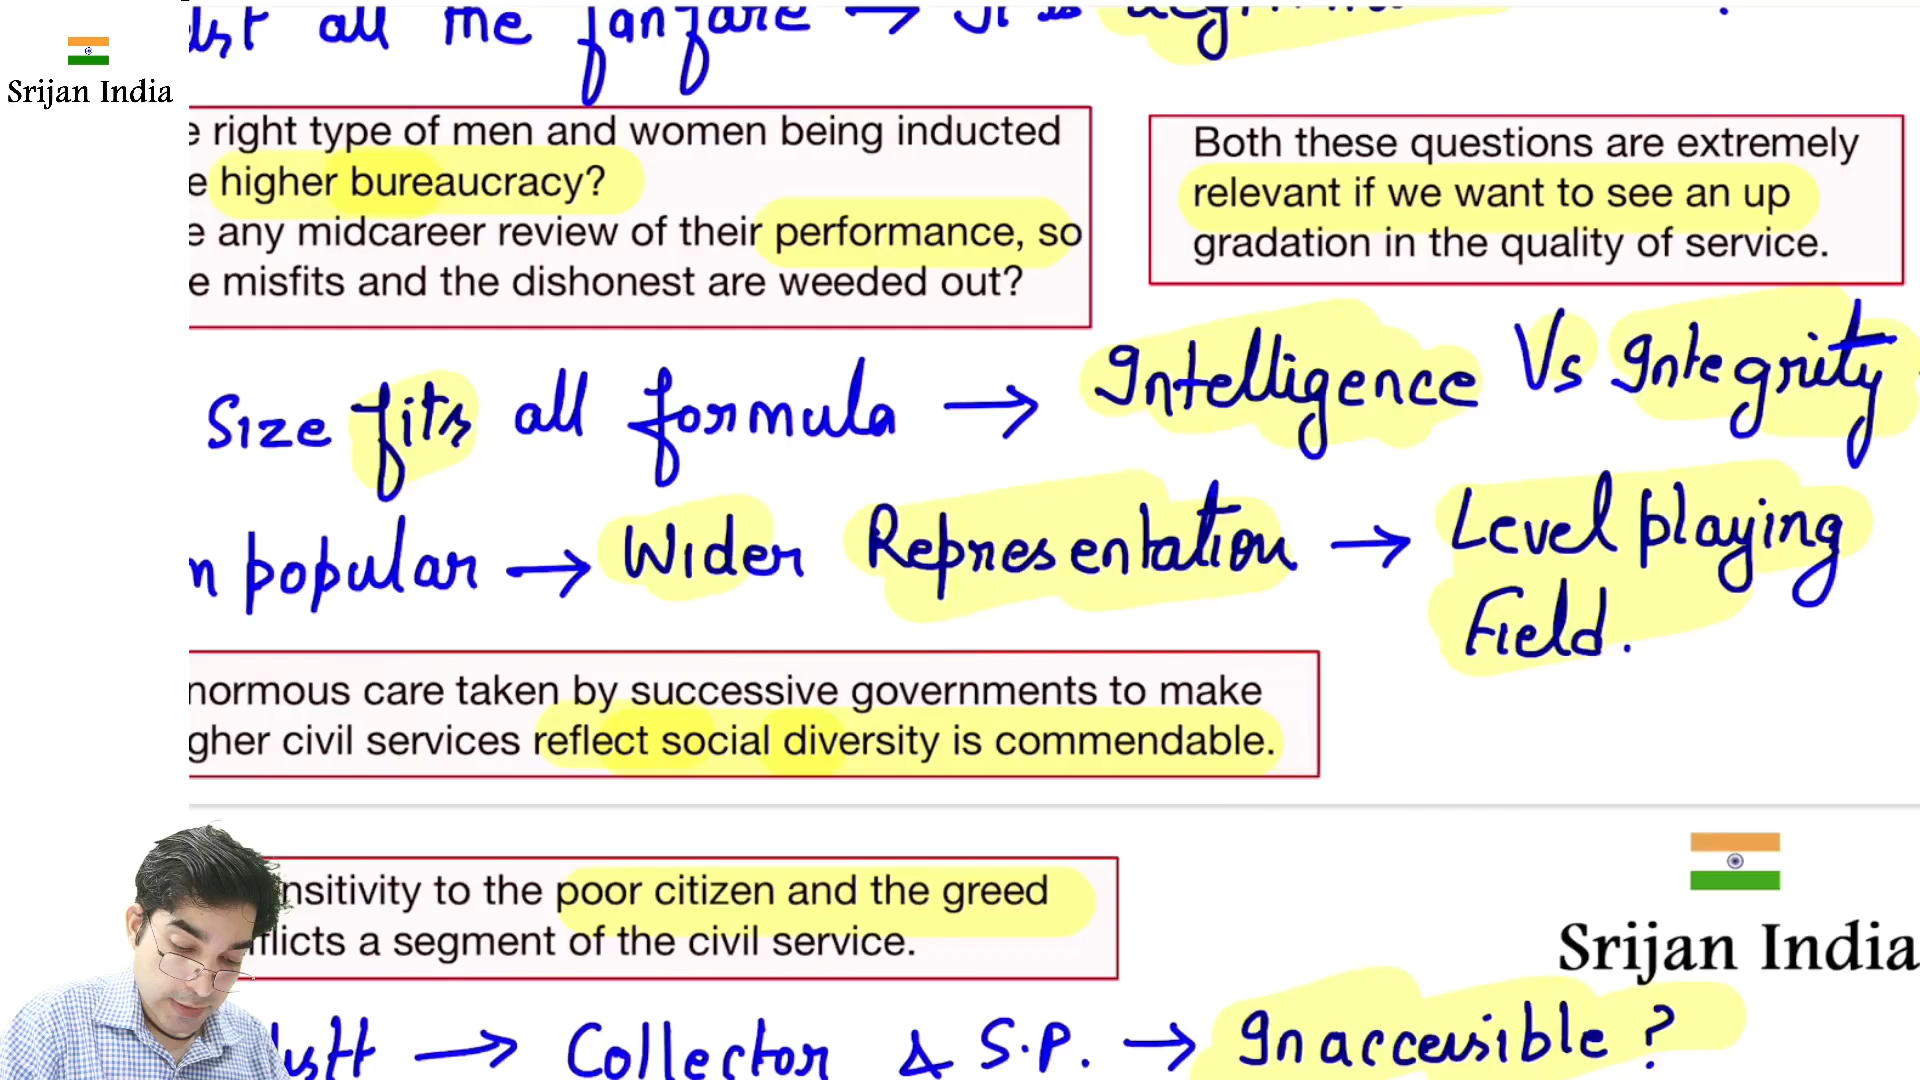 all the fanfare →
Srijan India
e right type of men and women being inducted
e higher bureaucracy?
e any midcareer review of their performance, so
e misfits and the dishonest are weeded out?
Both these questions are extremely
relevant if we want to see an up
gradation in the quality of service.
Size fits all formula → Intelligence Vs Integrity
n popular → Wider Representation → Level playing
Field.
normous care taken by successive governments to make
gher civil services reflect social diversity is commendable.
nsitivity to the poor citizen and the greed
flicts a segment of the civil service.
Srijan India
→ Collector & S.P. → Inaccessible ?